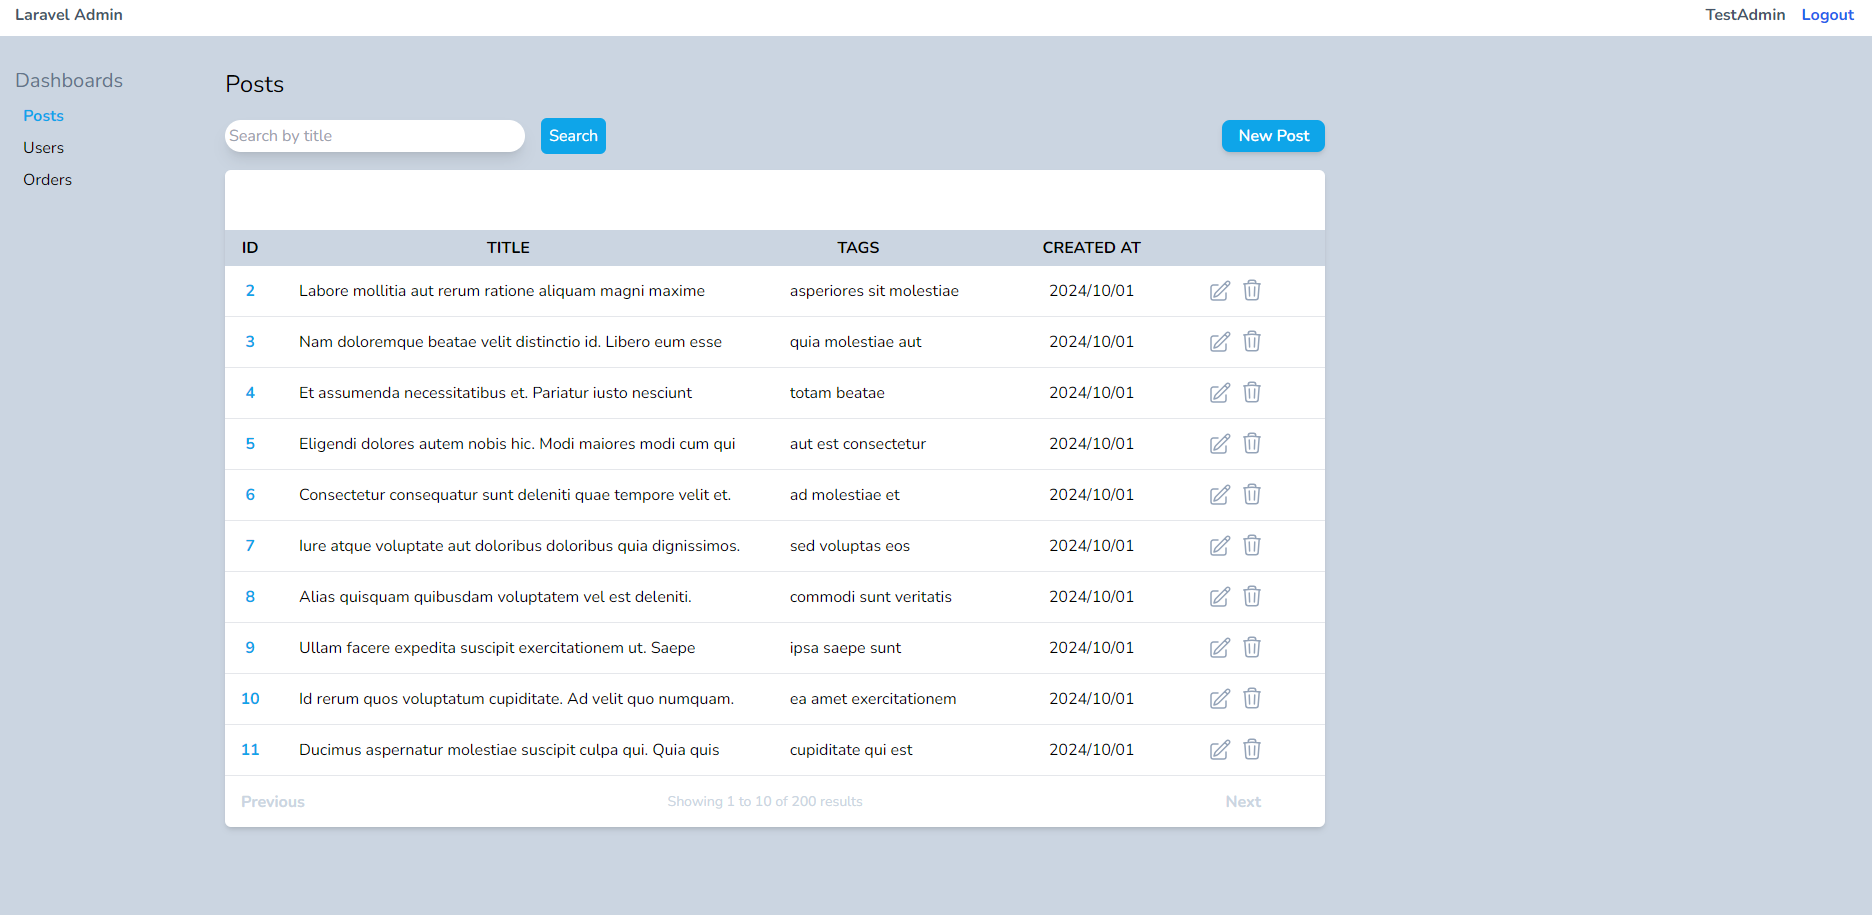 Laravel Admin TestAdmin Logout
Dashboards
Posts
Users
Orders
Posts
Search by title Search New Post
ID TITLE TAGS CREATED AT
2 Labore mollitia aut rerum ratione aliquam magni maxime asperiores sit molestiae 2024/10/01
3 Nam doloremque beatae velit distinctio id. Libero eum esse quia molestiae aut 2024/10/01
4 Et assumenda necessitatibus et. Pariatur iusto nesciunt totam beatae 2024/10/01
5 Eligendi dolores autem nobis hic. Modi maiores modi cum qui aut est consectetur 2024/10/01
6 Consectetur consequatur sunt deleniti quae tempore velit et. ad molestiae et 2024/10/01
7 Iure atque voluptate aut doloribus doloribus quia dignissimos. sed voluptas eos 2024/10/01
8 Alias quisquam quibusdam voluptatem vel est deleniti. commodi sunt veritatis 2024/10/01
9 Ullam facere expedita suscipit exercitationem ut. Saepe ipsa saepe sunt 2024/10/01
10 Id rerum quos voluptatum cupiditate. Ad velit quo numquam. ea amet exercitationem 2024/10/01
11 Ducimus aspernatur molestiae suscipit culpa qui. Quia quis cupiditate qui est 2024/10/01
Previous Showing 1 to 10 of 200 results Next